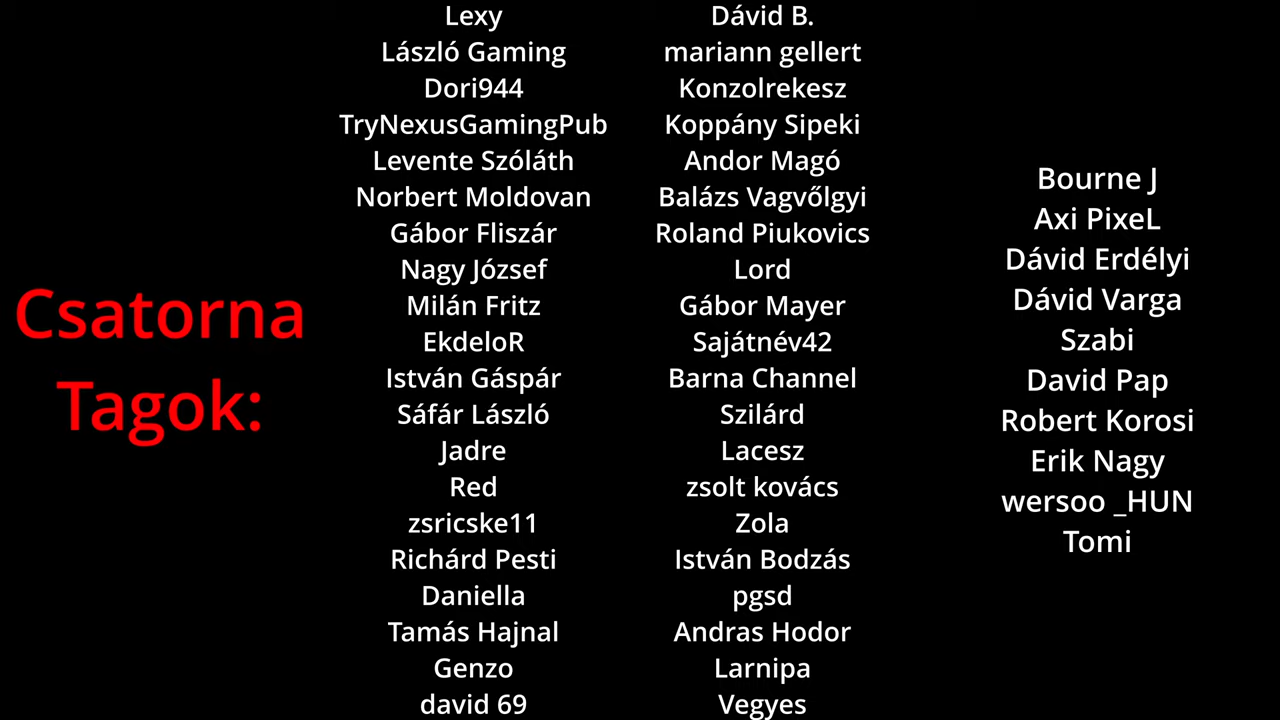 Csatorna
Tagok:
Lexy
László Gaming
Dori944
TryNexusGamingPub
Levente Szóláth
Norbert Moldovan
Gábor Fliszár
Nagy József
Milán Fritz
EkdeloR
István Gáspár
Sáfár László
Jadre
Red
zsricske11
Richárd Pesti
Daniella
Tamás Hajnal
Genzo
david 69
Dávid B.
mariann gellert
Konzolrekesz
Koppány Sipeki
Andor Magó
Balázs Vagvőlgyi
Roland Piukovics
Lord
Gábor Mayer
Sajátnév42
Barna Channel
Szilárd
Lacesz
zsolt kovács
Zola
István Bodzás
pgsd
Andras Hodor
Larnipa
Vegyes
Bourne J
Axi PixeL
Dávid Erdélyi
Dávid Varga
Szabi
David Pap
Robert Korosi
Erik Nagy
wersoo _HUN
Tomi